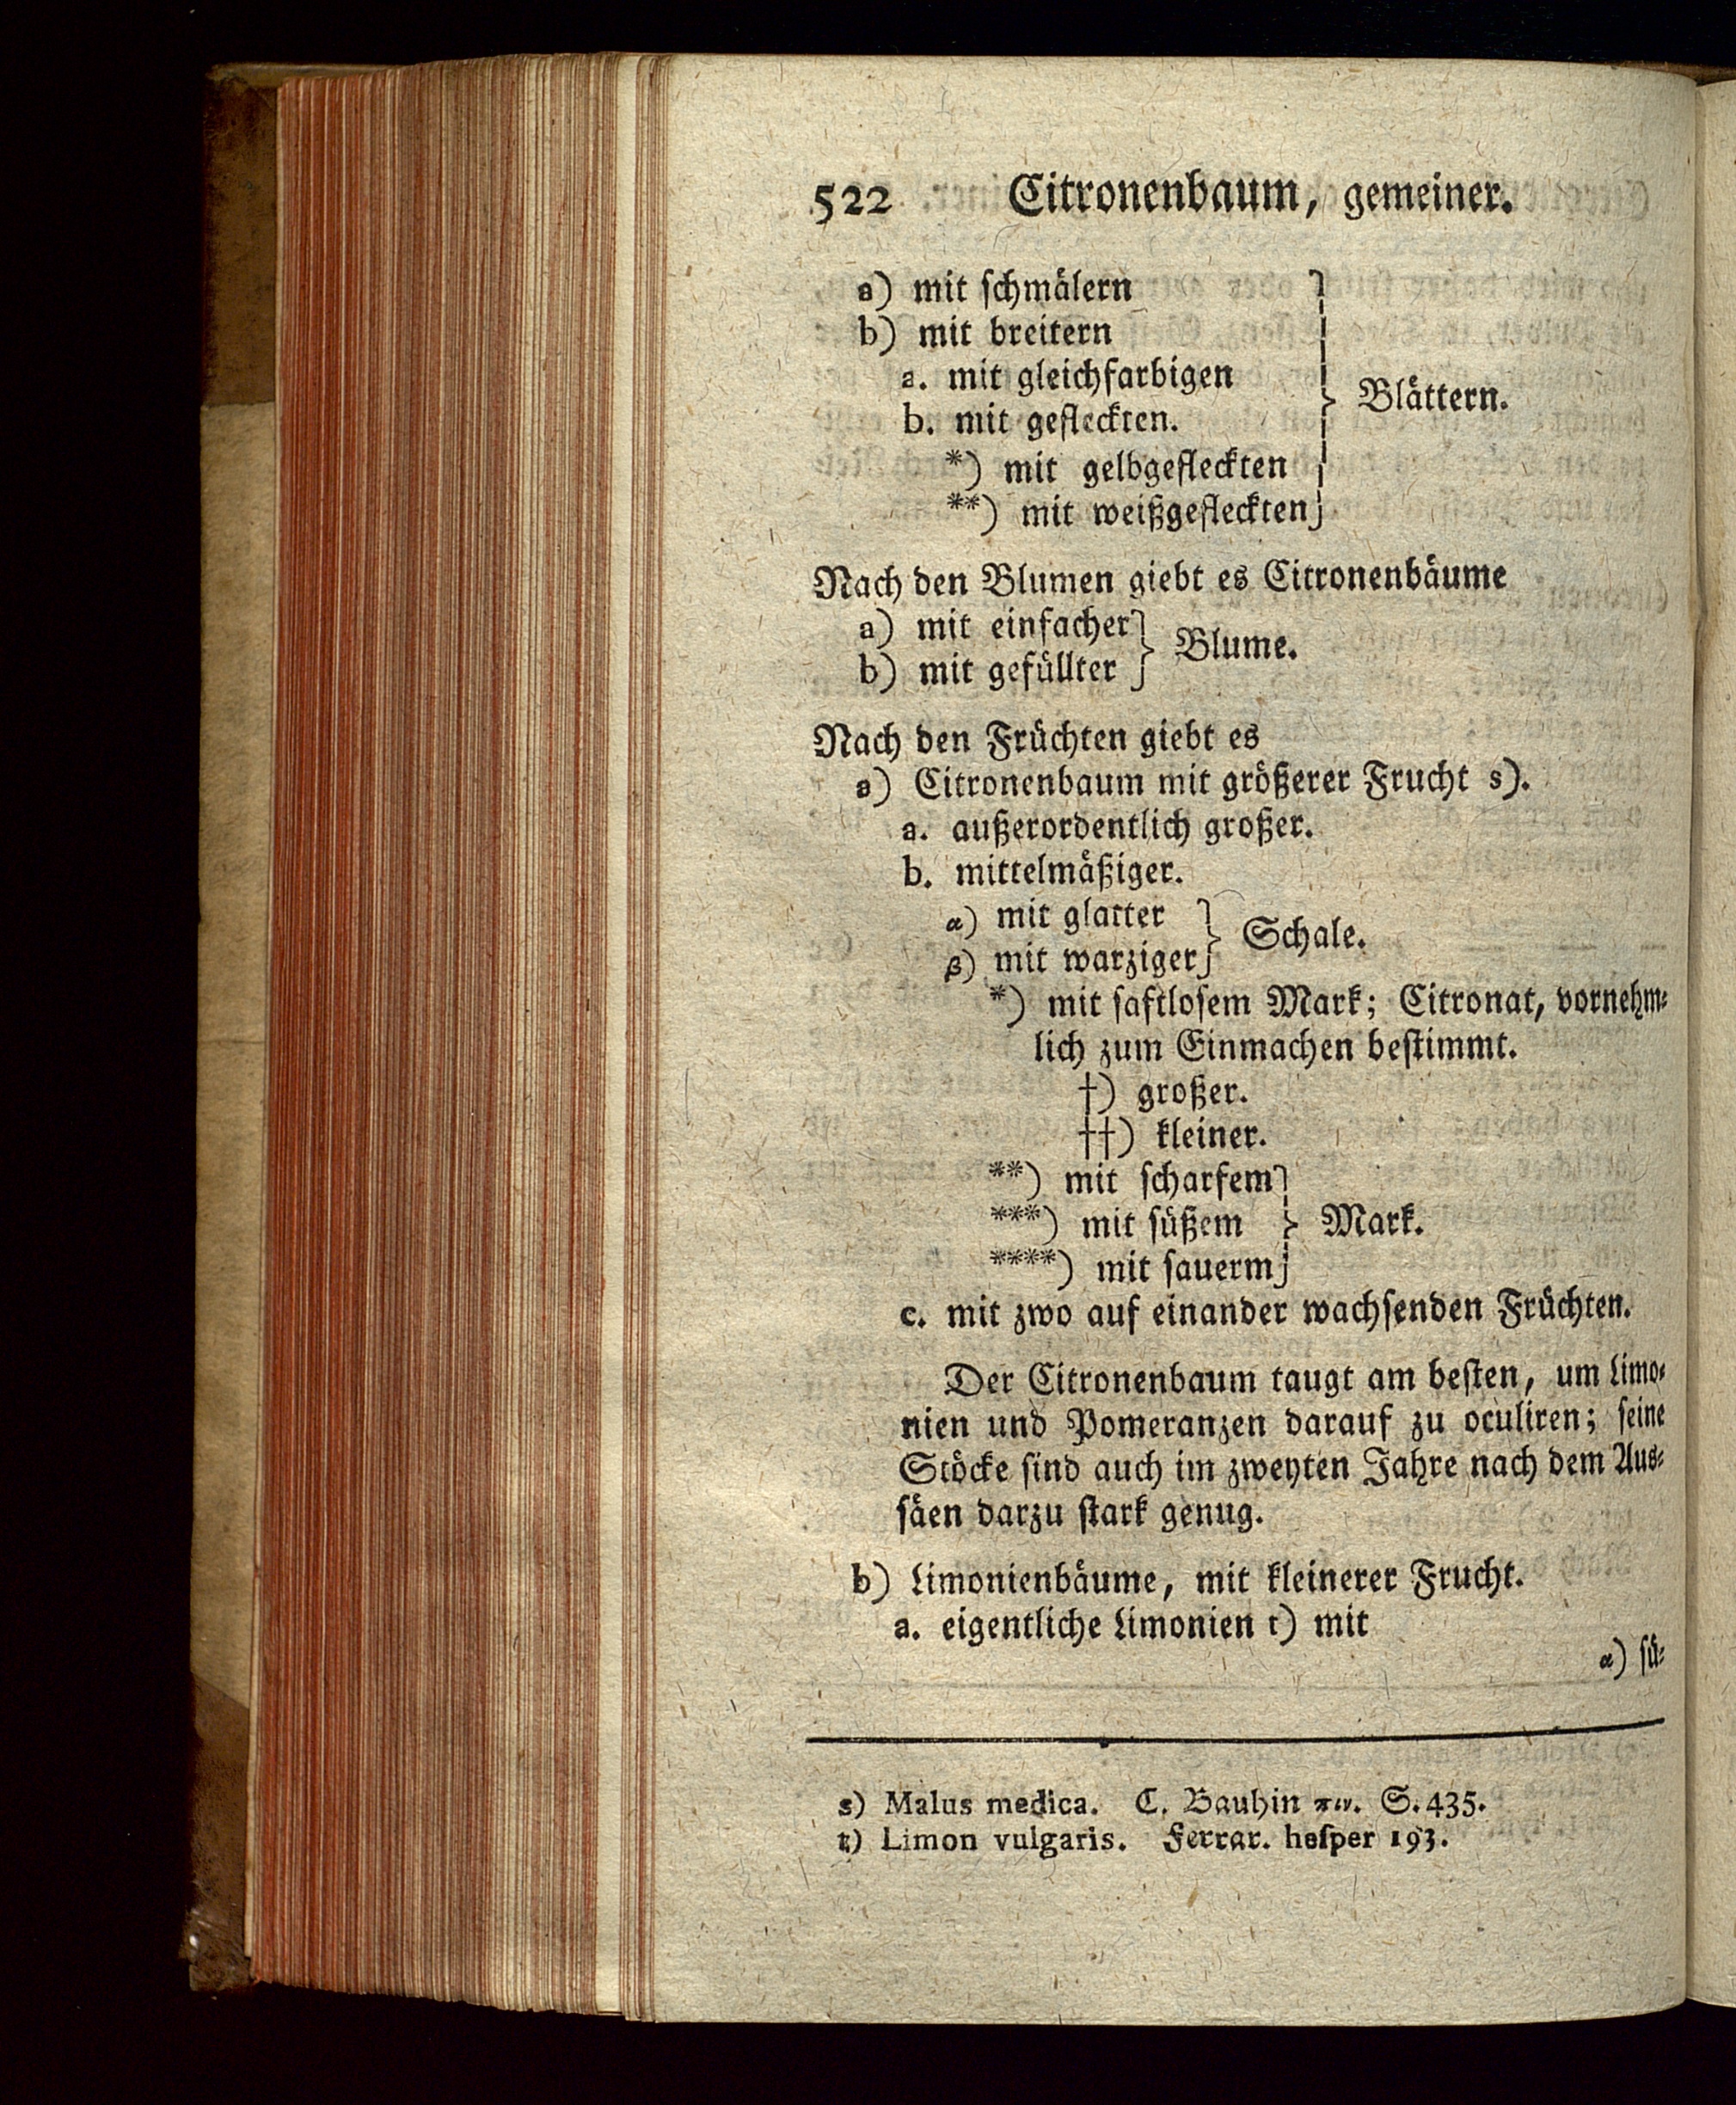 522 Citronenbaum, gemeiner.
a) mit schmälern
b) mit breitern
a. mit gleichfarbigen
b. mit gefleckten.
Blättern.
*) mit gelbgefleckten
**) mit weißgefleckten
Nach den Blumen giebt es Citronenbäume
a) mit einfacher
b) mit gefüllter
Blume.
Nach den Früchten giebt es
a) Citronenbaum mit größerer Frucht s).
a. außerordentlich großer.
b. mittelmäßiger.
α) mit glatter
β) mit warziger
Schale.
*) mit saftlosem Mark; Citronat, vornehm-
lich zum Einmachen bestimmt.
†) großer.
††) kleiner.
**) mit scharfem
***) mit süßem
****) mit sauerm
Mark.
c. mit zwo auf einander wachsenden Früchten.
Der Citronenbaum taugt am besten, um Limo-
nien und Pomeranzen darauf zu oculiren; seine
Stöcke sind auch im zweyten Jahre nach dem Aus-
säen darzu stark genug.
b) Limonienbäume, mit kleinerer Frucht.
a. eigentliche Limonien t) mit
α) sü-
s) Malus medica. C. Bauhin S. 435.
t) Limon vulgaris. Ferrar. hesper 193.